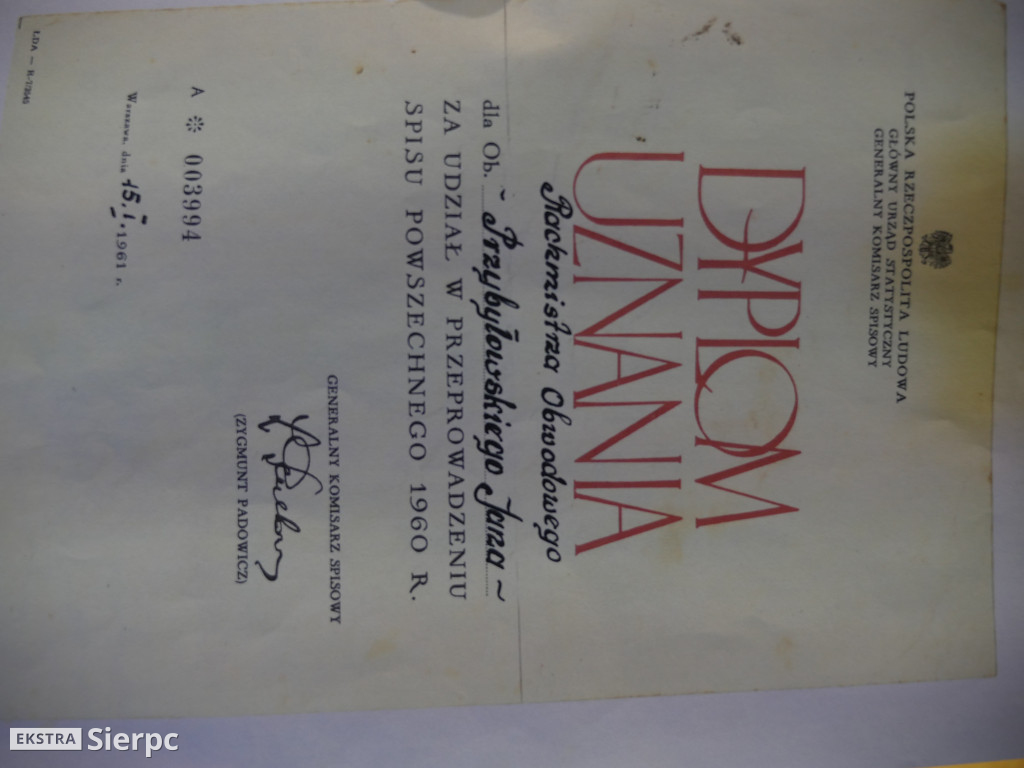 POLSKA RZECZPOSPOLITA LUDOWA
GŁÓWNY URZĄD STATYSTYCZNY
GENERALNY KOMISARZ SPISOWY
DYPLOM
UZNANIA
Rachmistrza Obwodowego
dla Ob. ~ Przybyłowskiego Jana ~
ZA UDZIAŁ W PRZEPROWADZENIU
SPISU POWSZECHNEGO 1960 R.
GENERALNY KOMISARZ SPISOWY
(ZYGMUNT PADOWICZ)
A ※ 003994
Warszawa, dnia 15.I.1961 r.
EKSTRA Sierpc